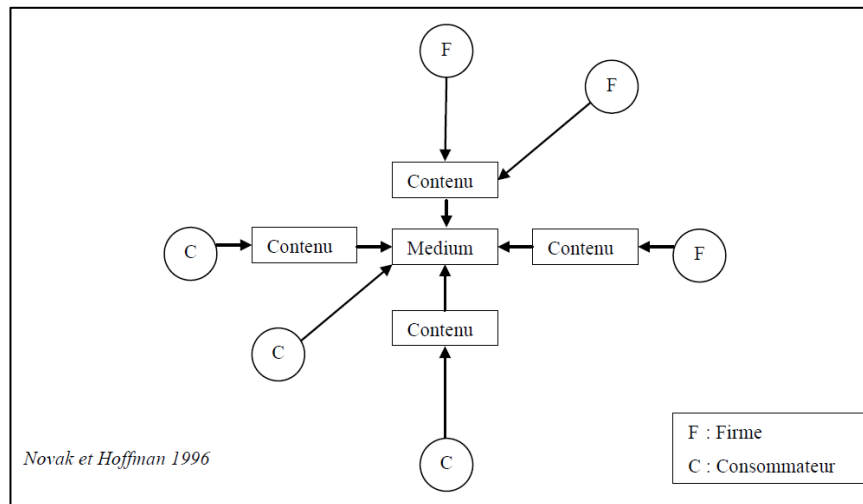 F
F
Contenu
C
Contenu
Medium
Contenu
F
Contenu
C
C
Novak et Hoffman 1996
F : Firme
C : Consommateur